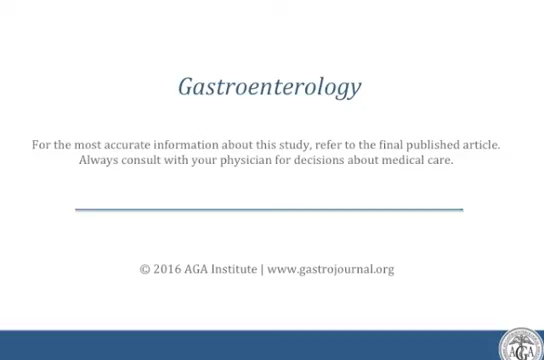 Gastroenterology
For the most accurate information about this study, refer to the final published article.
Always consult with your physician for decisions about medical care.
© 2016 AGA Institute | www.gastrojournal.org
AGA